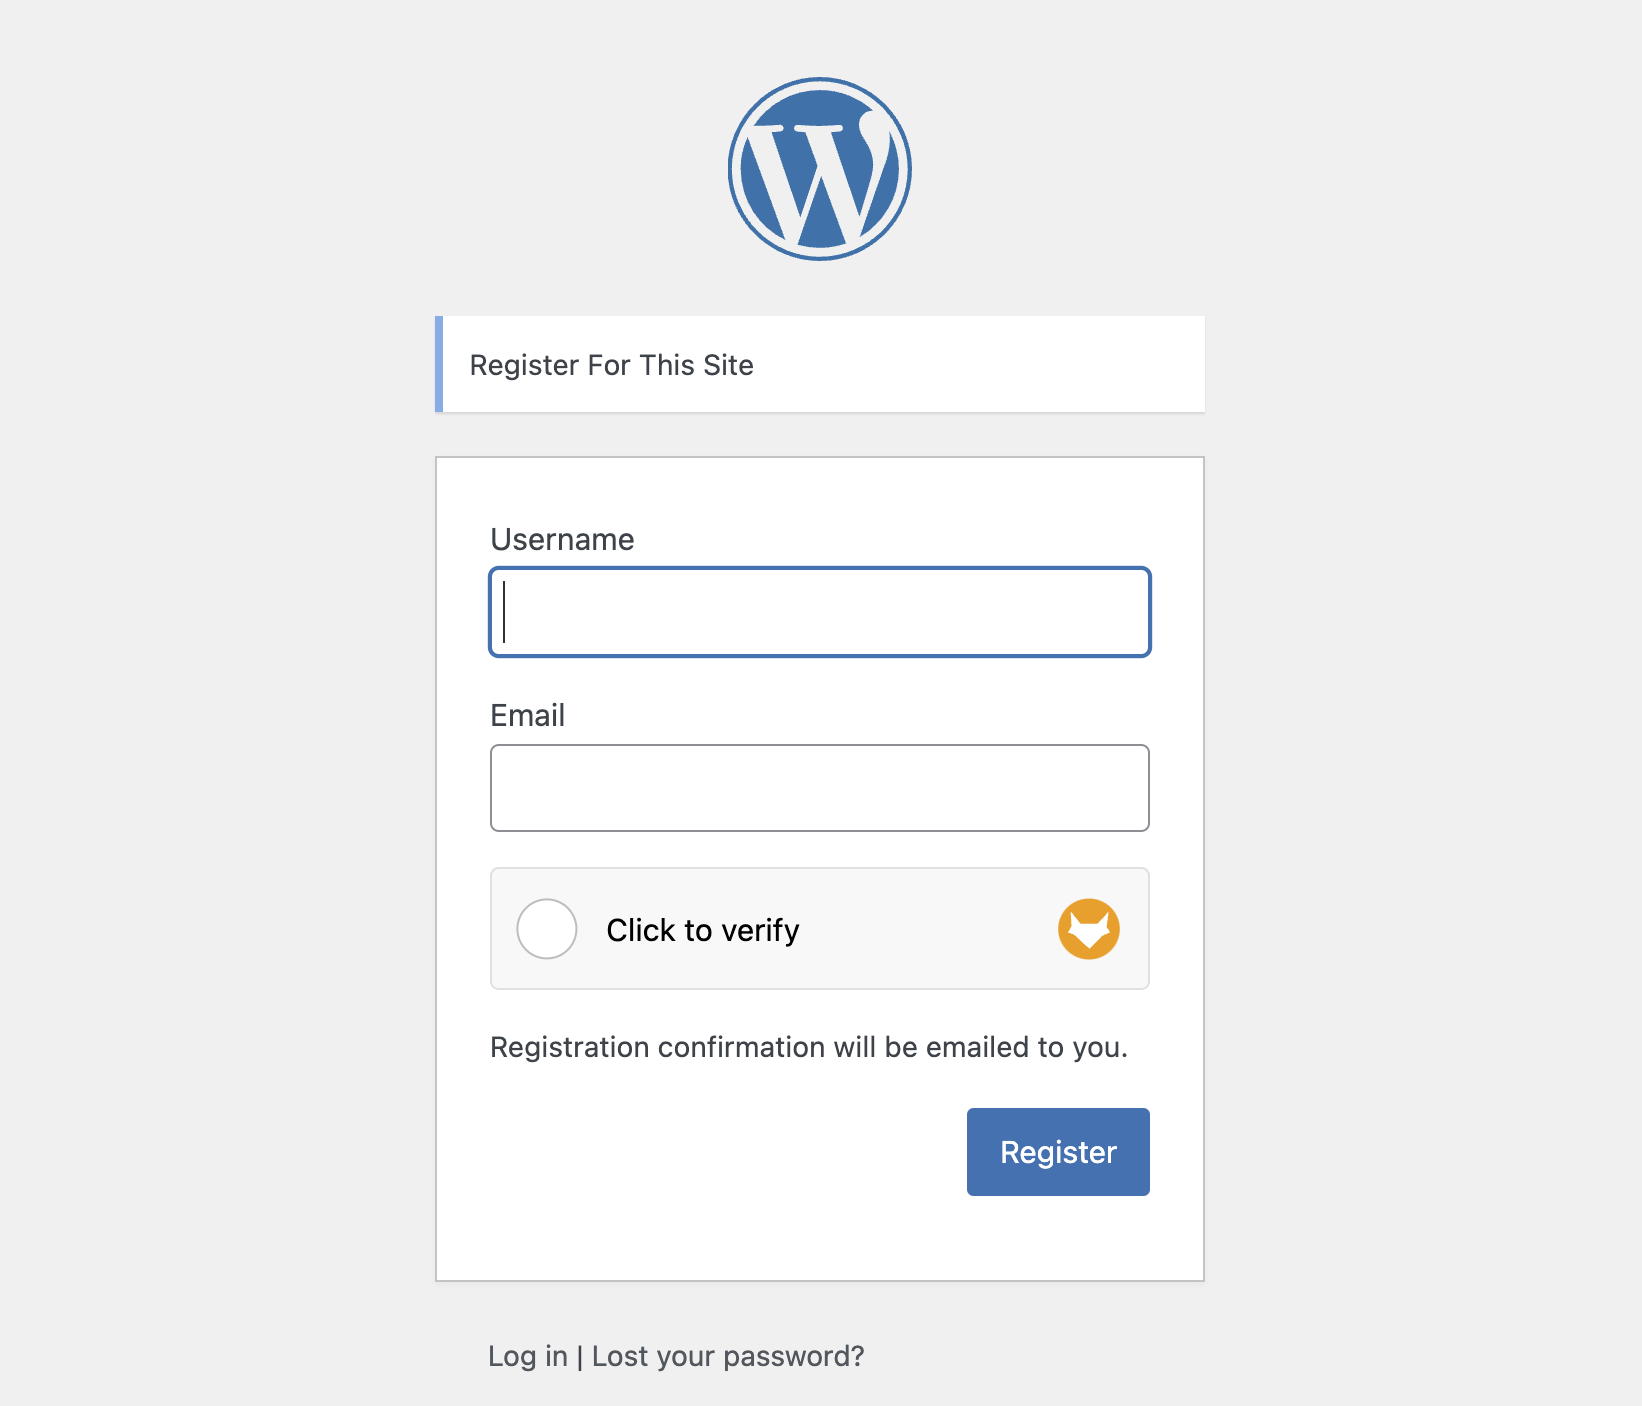 Register For This Site
Username
Email
Click to verify
Registration confirmation will be emailed to you.
Register
Log in | Lost your password?